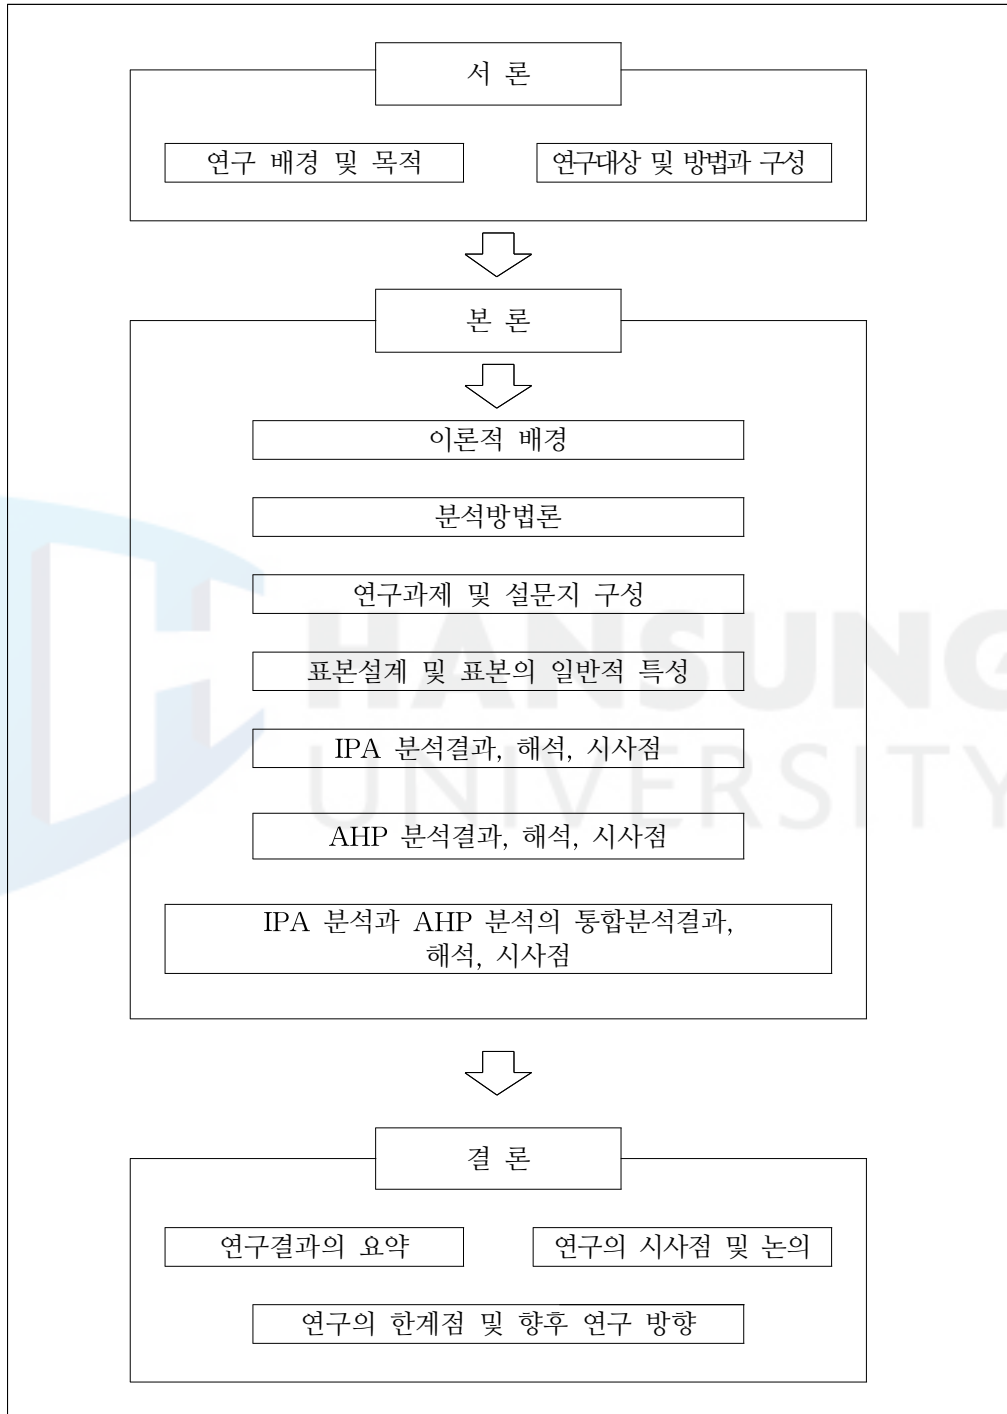 서 론
연구 배경 및 목적
연구대상 및 방법과 구성
본 론
이론적 배경
분석방법론
연구과제 및 설문지 구성
표본설계 및 표본의 일반적 특성
HANSUNG
IPA 분석결과, 해석, 시사점
UNIVERSITY
AHP 분석결과, 해석, 시사점
IPA 분석과 AHP 분석의 통합분석결과,
해석, 시사점
결 론
연구결과의 요약
연구의 시사점 및 논의
연구의 한계점 및 향후 연구 방향